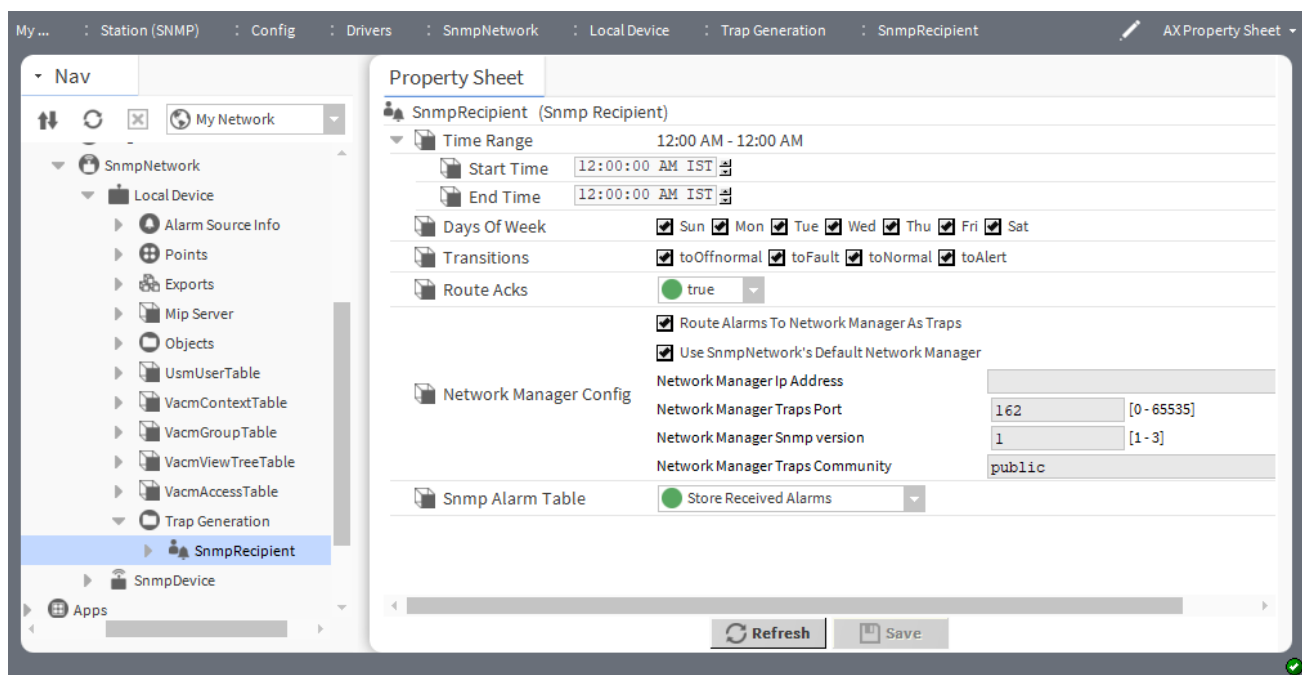 My ... : Station (SNMP) : Config : Drivers : SnmpNetwork : Local Device : Trap Generation : SnmpRecipient AX Property Sheet
Nav
My Network
SnmpNetwork
Local Device
Alarm Source Info
Points
Exports
Mip Server
Objects
UsmUserTable
VacmContextTable
VacmGroupTable
VacmViewTreeTable
VacmAccessTable
Trap Generation
SnmpRecipient
SnmpDevice
Apps
Property Sheet
SnmpRecipient (Snmp Recipient)
Time Range 12:00 AM - 12:00 AM
Start Time 12:00:00 AM IST
End Time 12:00:00 AM IST
Days Of Week Sun Mon Tue Wed Thu Fri Sat
Transitions toOffnormal toFault toNormal toAlert
Route Acks true
Route Alarms To Network Manager As Traps
Use SnmpNetwork's Default Network Manager
Network Manager Config
Network Manager Ip Address
Network Manager Traps Port 162 [0 - 65535]
Network Manager Snmp version 1 [1 - 3]
Network Manager Traps Community public
Snmp Alarm Table Store Received Alarms
Refresh Save